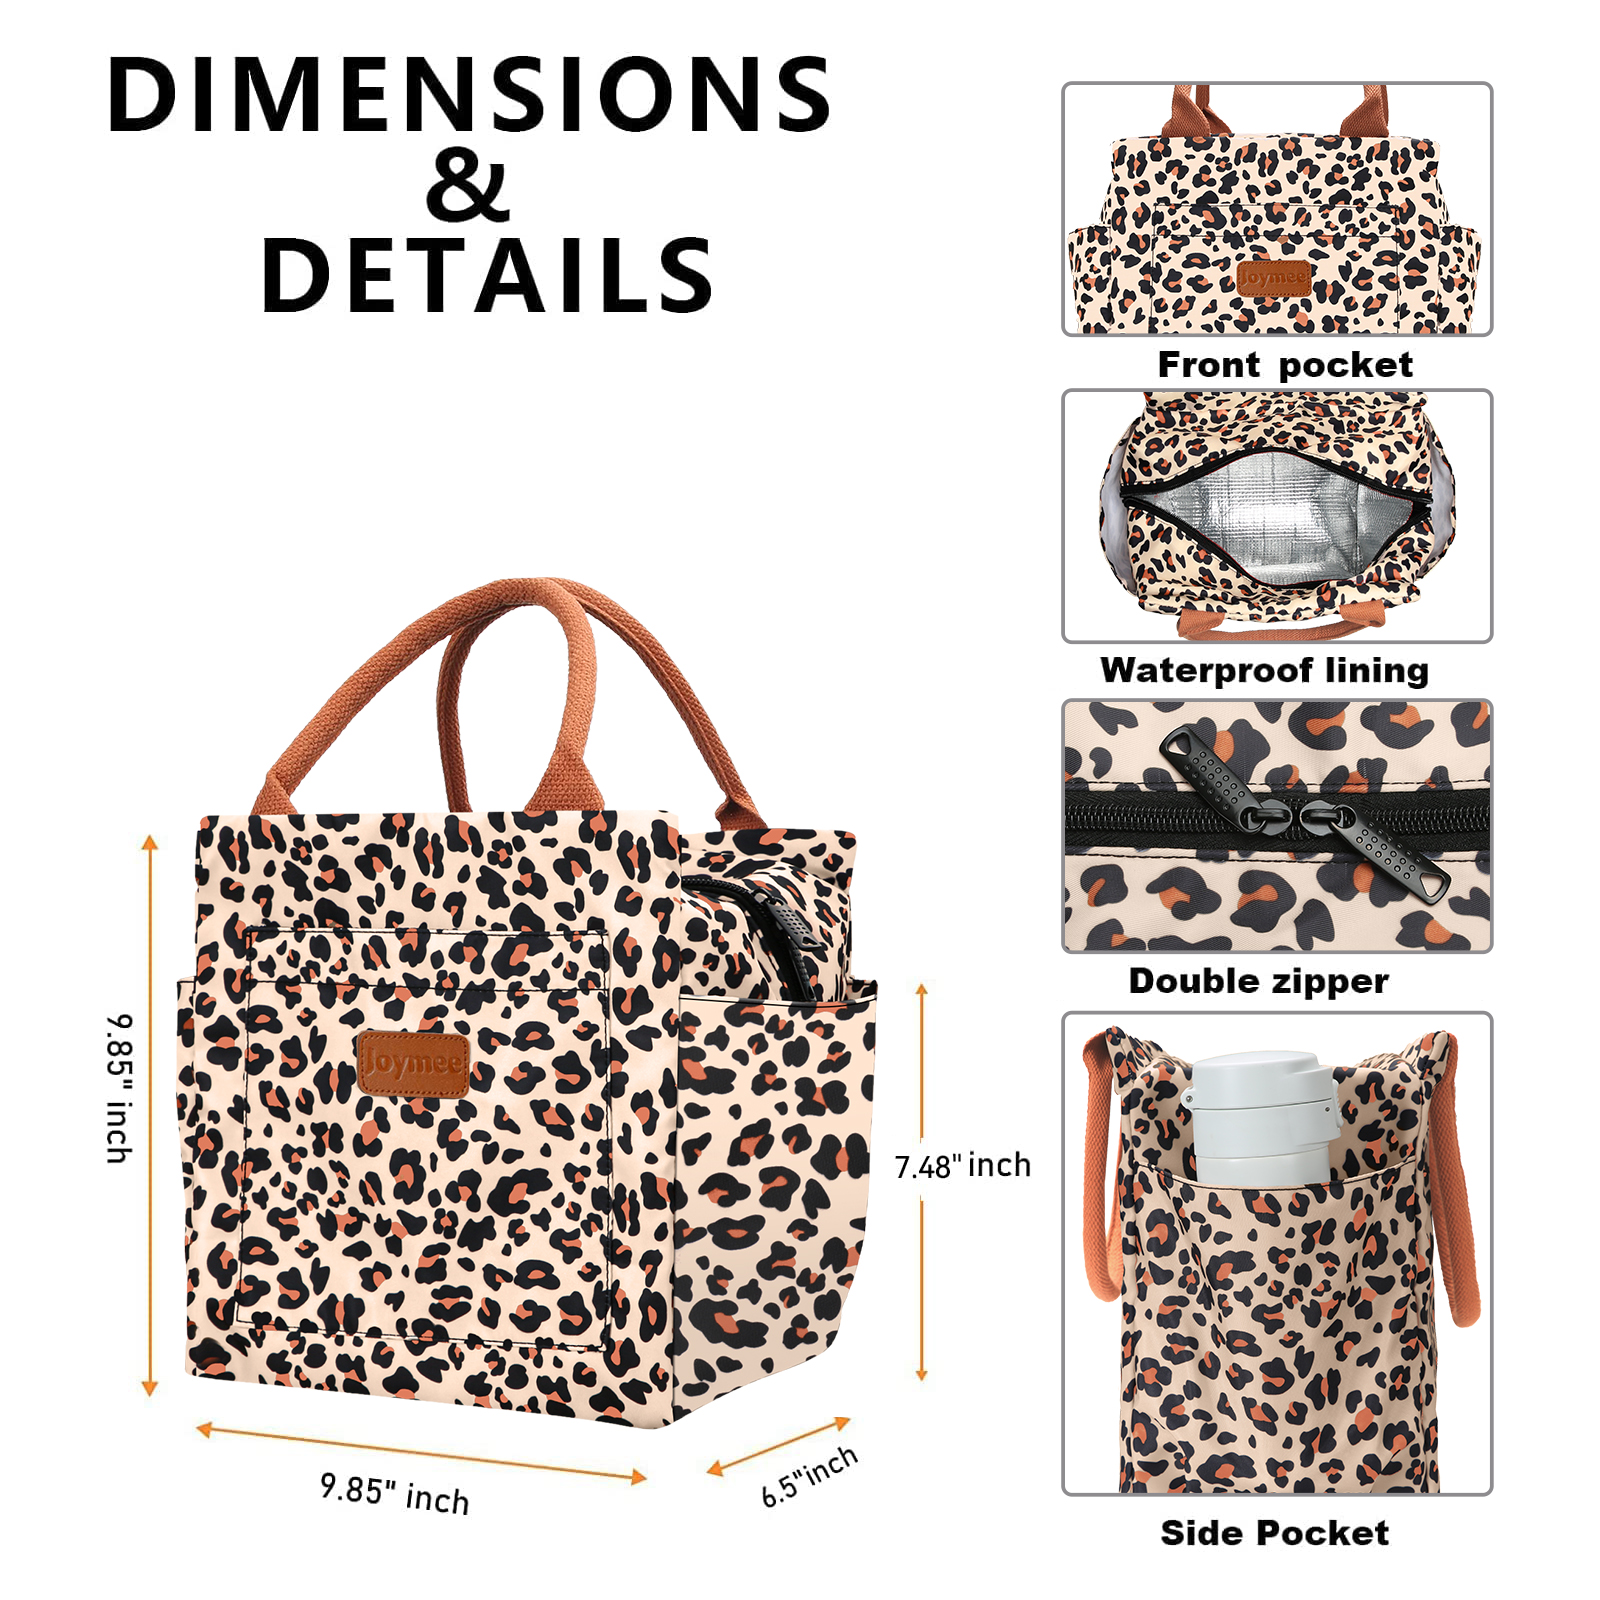 DIMENSIONS
&
DETAILS
Joymee
Front pocket
Waterproof lining
Double zipper
Joymee
9.85" inch
7.48" inch
9.85" inch
6.5"inch
Side Pocket